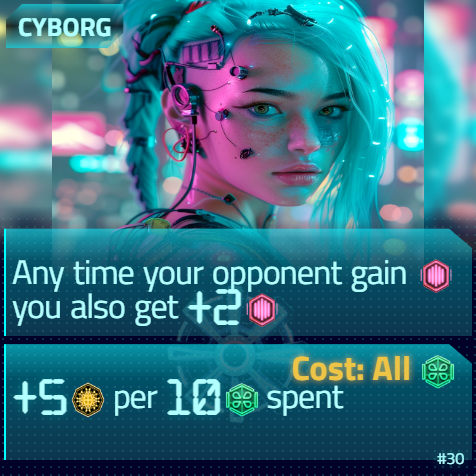 CYBORG
Any time your opponent gain
you also get +2
Cost: All
+5 per 10 spent
#30